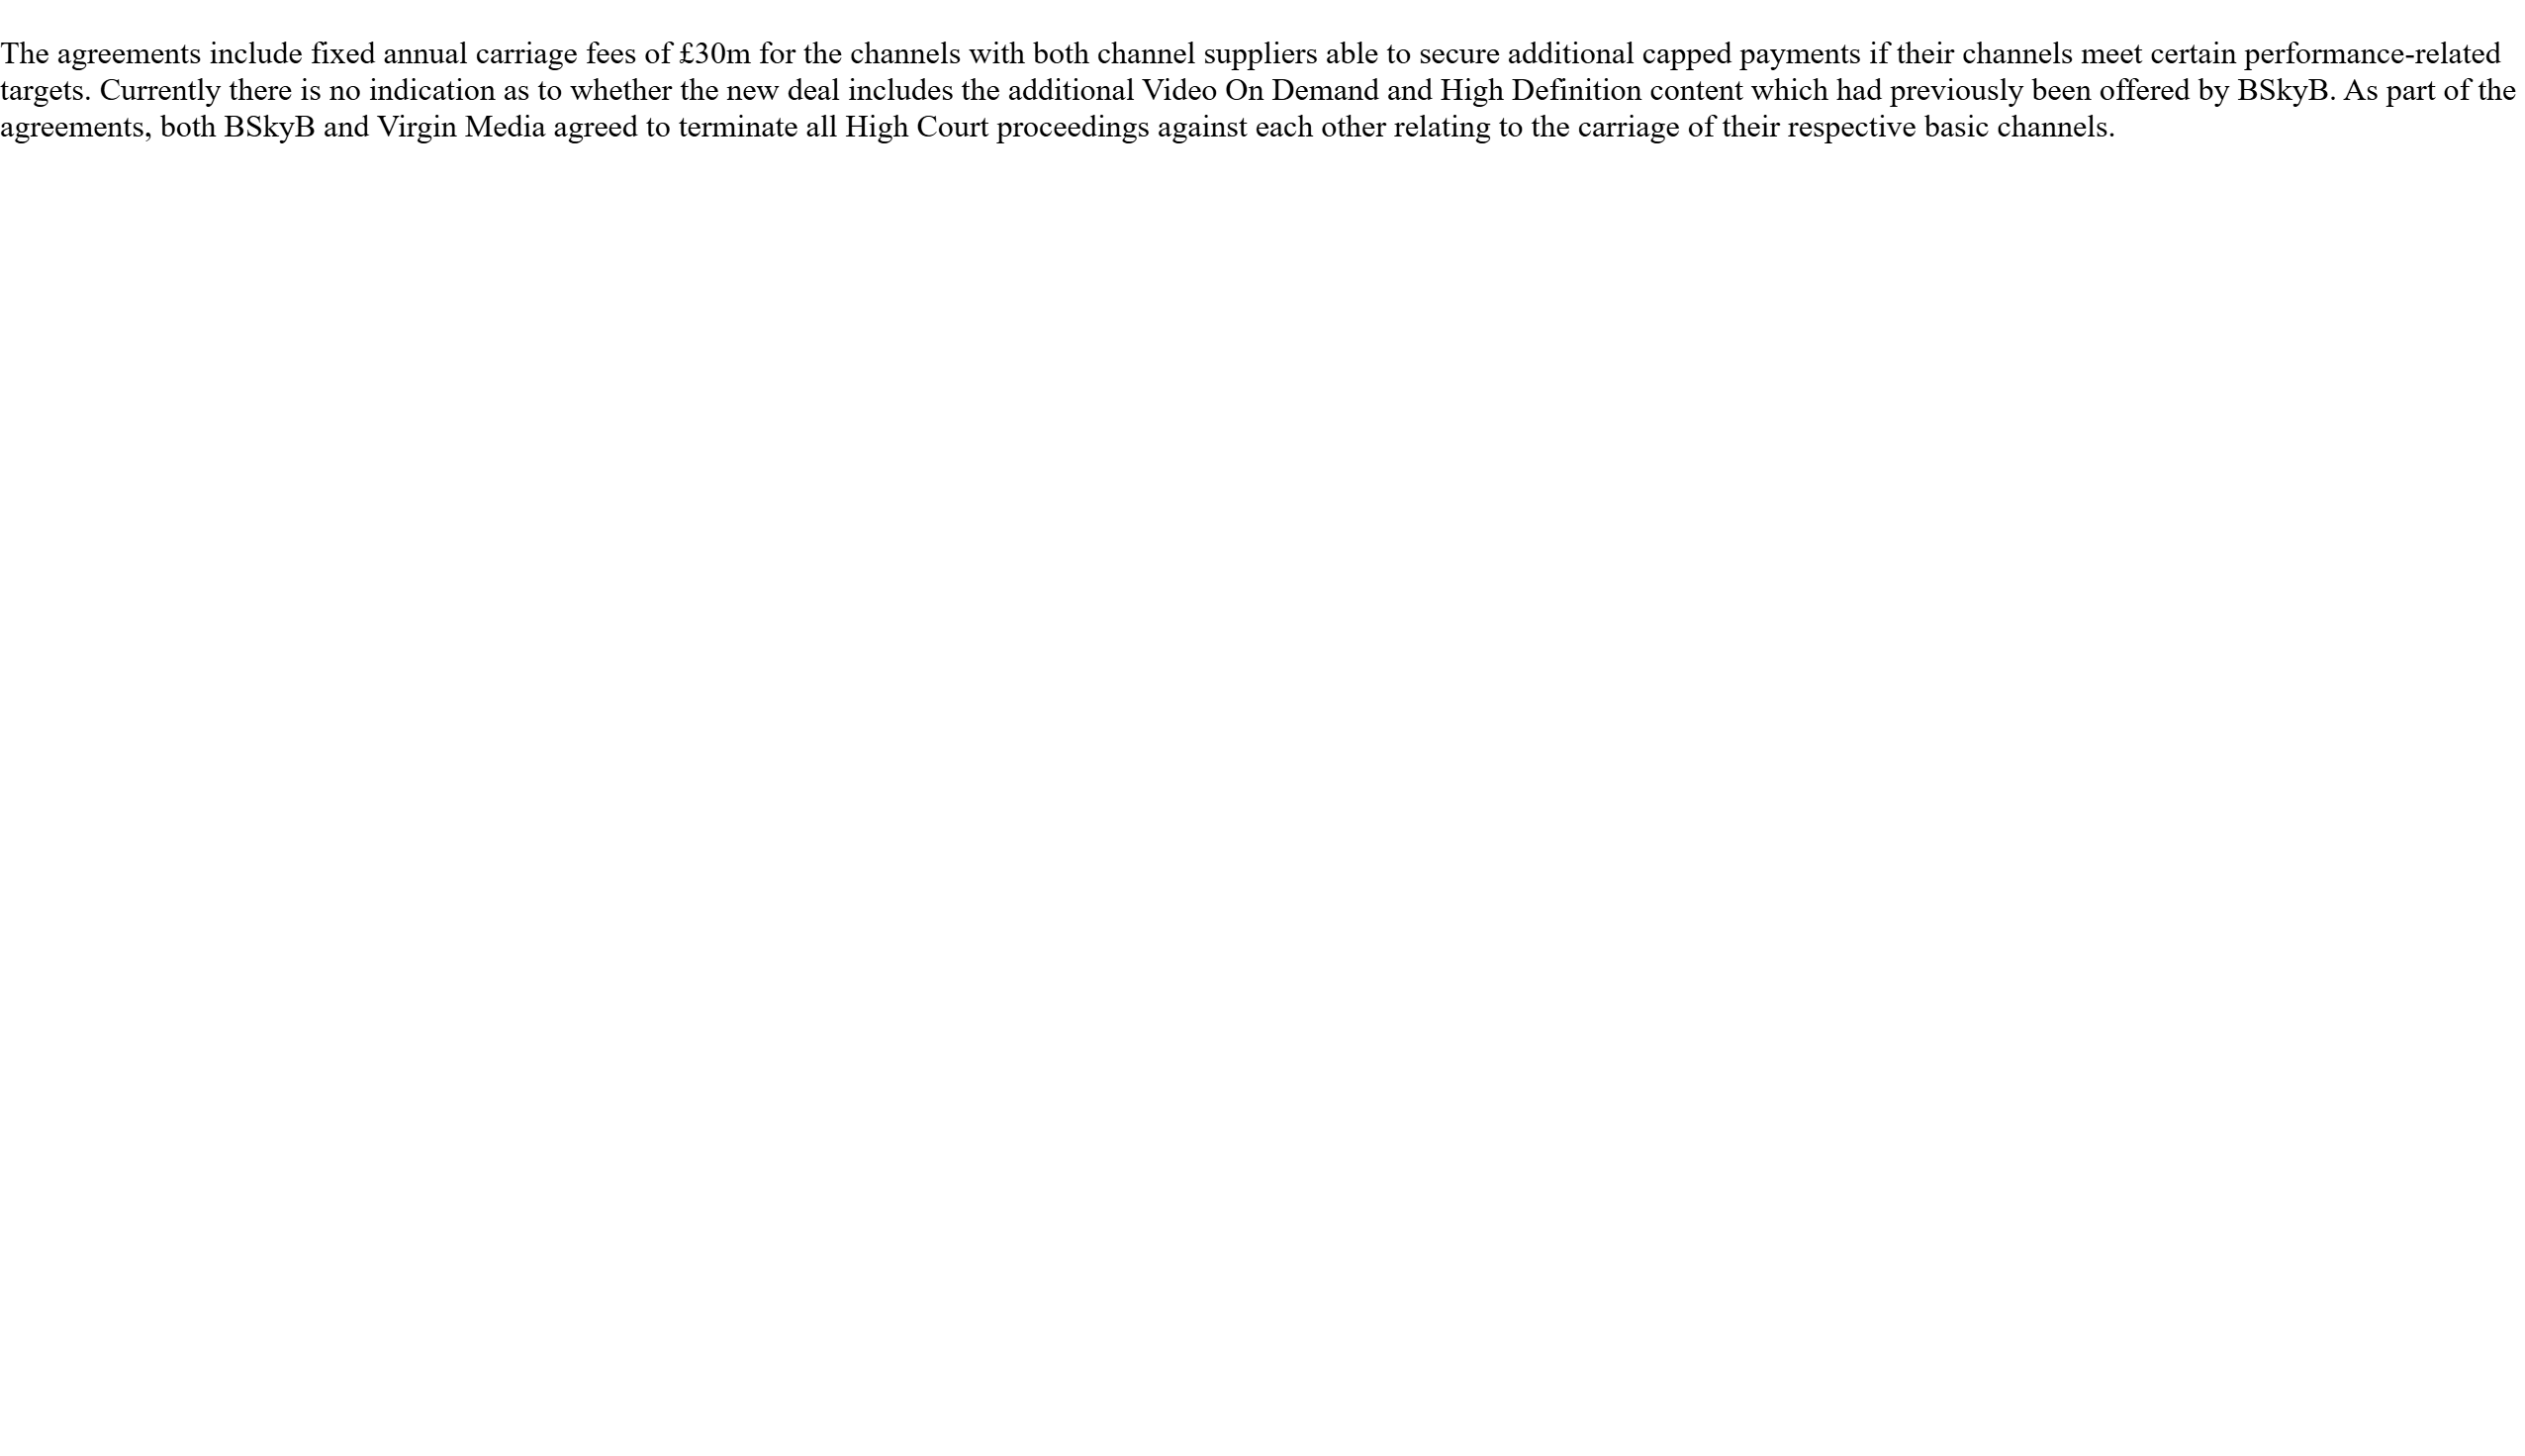 The agreements include fixed annual carriage fees of £30m for the channels with both channel suppliers able to secure additional capped payments if their channels meet certain performance-related
targets. Currently there is no indication as to whether the new deal includes the additional Video On Demand and High Definition content which had previously been offered by BSkyB. As part of the
agreements, both BSkyB and Virgin Media agreed to terminate all High Court proceedings against each other relating to the carriage of their respective basic channels.